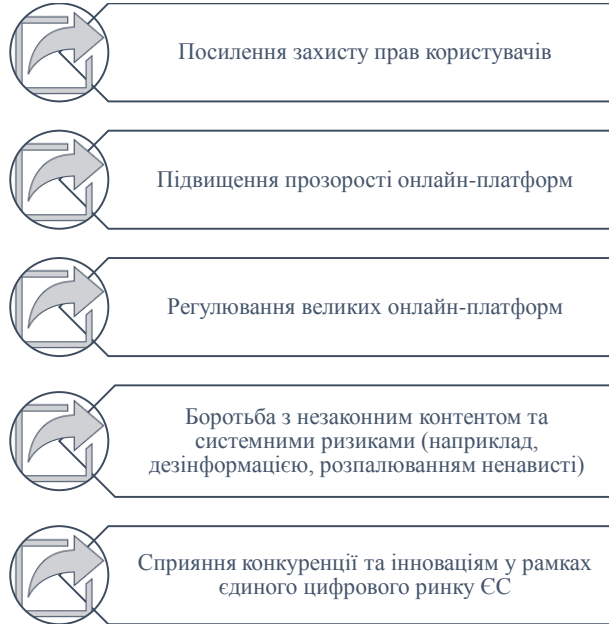 Посилення захисту прав користувачів
Підвищення прозорості онлайн-платформ
Регулювання великих онлайн-платформ
Боротьба з незаконним контентом та
системними ризиками (наприклад,
дезінформацією, розпалюванням ненависті)
Сприяння конкуренції та інноваціям у рамках
єдиного цифрового ринку ЄС